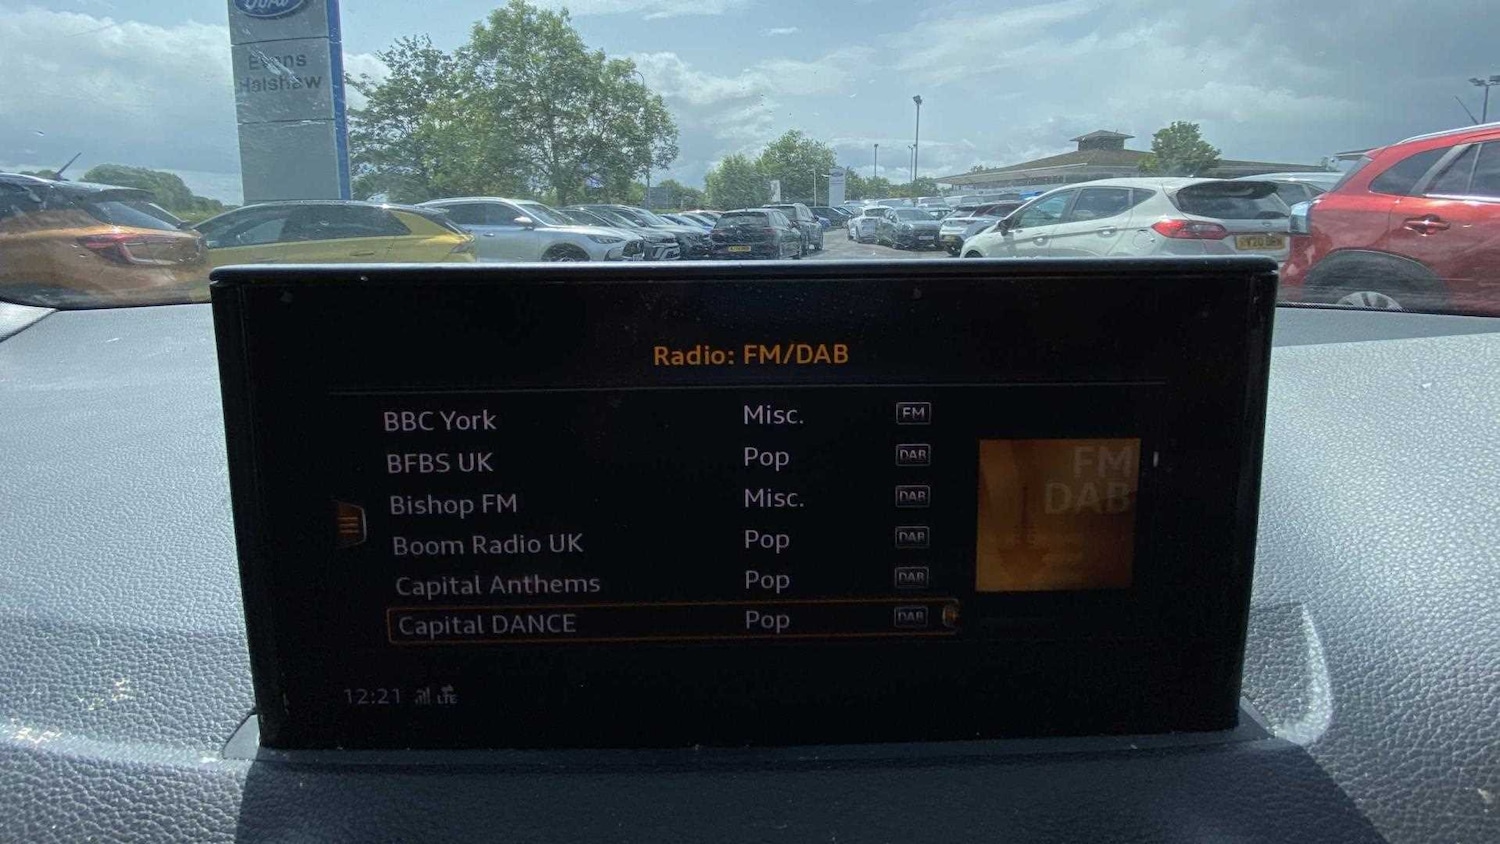 Ford
Evans
Halshaw
Radio: FM/DAB
BBC York Misc. FM
BFBS UK Pop DAB
Bishop FM Misc. DAB
Boom Radio UK Pop DAB
Capital Anthems Pop DAB
Capital DANCE Pop DAB
FM
DAB
12:21 LTE